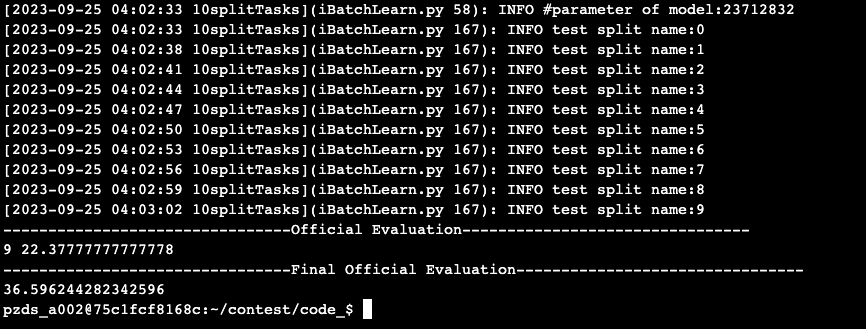 [2023-09-25 04:02:33 10splitTasks](iBatchLearn.py 58): INFO #parameter of model:23712832
[2023-09-25 04:02:33 10splitTasks](iBatchLearn.py 167): INFO test split name:0
[2023-09-25 04:02:38 10splitTasks](iBatchLearn.py 167): INFO test split name:1
[2023-09-25 04:02:41 10splitTasks](iBatchLearn.py 167): INFO test split name:2
[2023-09-25 04:02:44 10splitTasks](iBatchLearn.py 167): INFO test split name:3
[2023-09-25 04:02:47 10splitTasks](iBatchLearn.py 167): INFO test split name:4
[2023-09-25 04:02:50 10splitTasks](iBatchLearn.py 167): INFO test split name:5
[2023-09-25 04:02:53 10splitTasks](iBatchLearn.py 167): INFO test split name:6
[2023-09-25 04:02:56 10splitTasks](iBatchLearn.py 167): INFO test split name:7
[2023-09-25 04:02:59 10splitTasks](iBatchLearn.py 167): INFO test split name:8
[2023-09-25 04:03:02 10splitTasks](iBatchLearn.py 167): INFO test split name:9
--------------------------------Official Evaluation--------------------------------
9 22.37777777777778
--------------------------------Final Official Evaluation--------------------------------
36.596244282342596
pzds_a002@75c1fcf8168c:~/contest/code_$